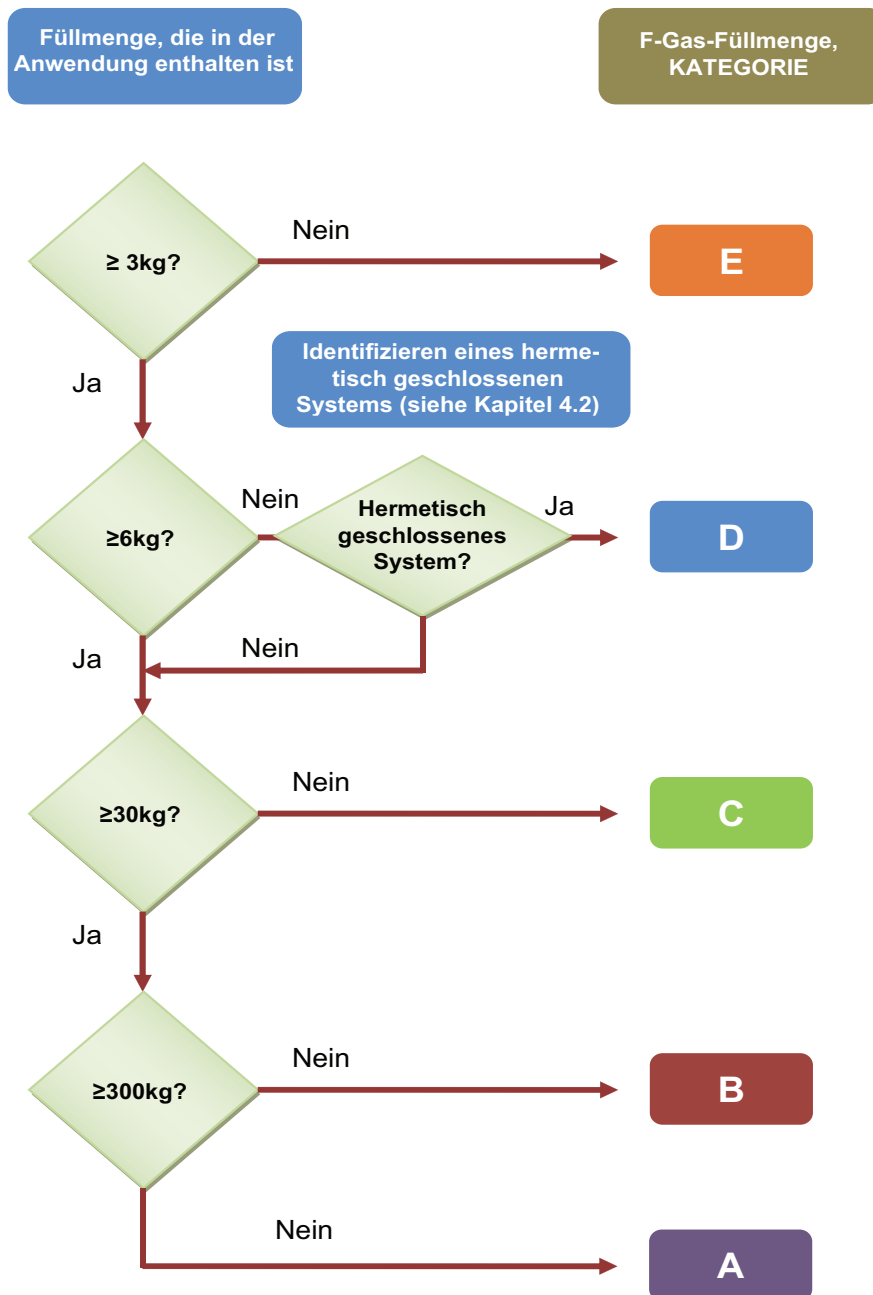 Füllmenge, die in der
Anwendung enthalten ist
F-Gas-Füllmenge,
KATEGORIE
≥ 3kg?
Nein
E
Ja
Identifizieren eines herme-
tisch geschlossenen
Systems (siehe Kapitel 4.2)
≥6kg?
Nein
Hermetisch
geschlossenes
System?
Ja
D
Ja
Nein
≥30kg?
Nein
C
Ja
≥300kg?
Nein
B
Nein
A